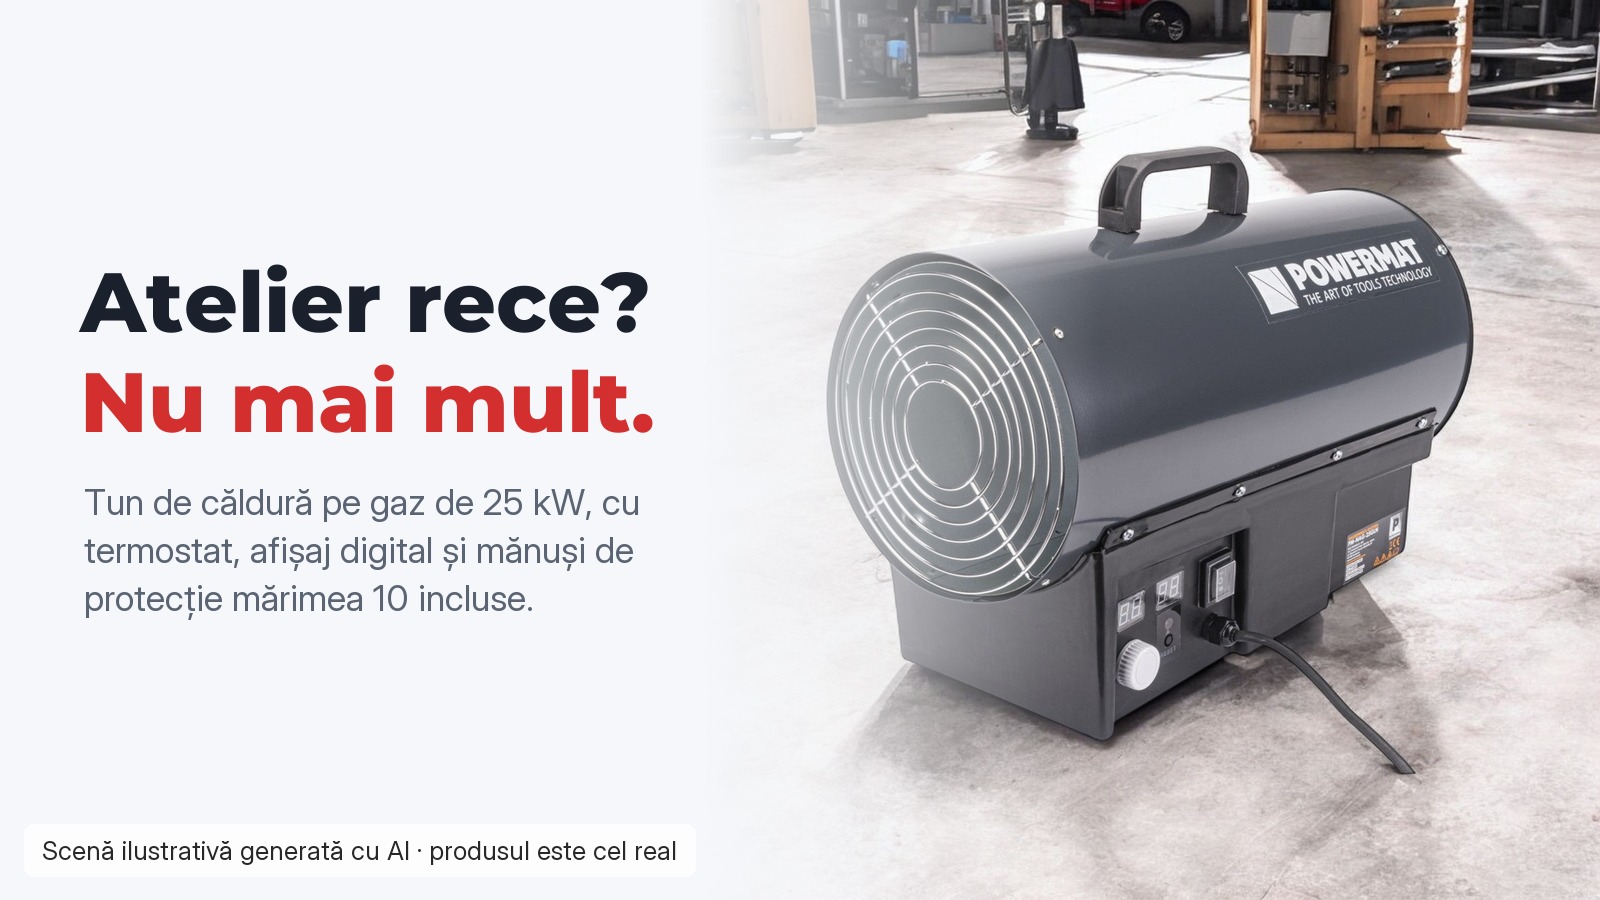 Atelier rece?
Nu mai mult.
Tun de căldură pe gaz de 25 kW, cu
termostat, afișaj digital și mănuși de
protecție mărimea 10 incluse.
Scenă ilustrativă generată cu AI · produsul este cel real
POWERMAT
THE ART OF TOOLS TECHNOLOGY